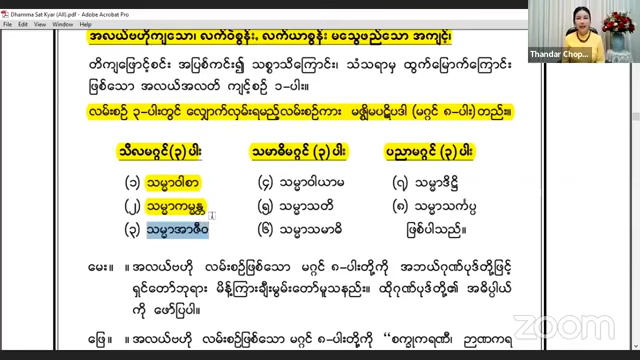 Dhamma Sat Kyar (All).pdf - Adobe Acrobat Pro
File Edit View Window Help
အလယ်ဗဟိုကျသော၊ လက်ဝဲစွန်း၊ လက်ယာစွန်း မသွေမည်သော အကျင့်၊
တိကျဖြောင့်စင်း အပြစ်ကင်း၍ သစ္စာသိကြောင်း၊ သံသရာမှ ထွက်မြောက်ကြောင်း
ဖြစ်သော အလယ်အလတ် ကျင့်စဉ် ၁-ပါး။
လမ်းစဉ် ၃-ပါးတွင် လျှောက်လှမ်းရမည့်လမ်းစဉ်ကား မဇ္ဈိမပဋိပဒါ (မဂ္ဂင် ၈-ပါး) တည်း။
သီလမဂ္ဂင်(၃)ပါး သမာဓိမဂ္ဂင် (၃)ပါး ပညာမဂ္ဂင် (၃)ပါး
(၁) သမ္မာဝါစာ (၄) သမ္မာဝါယာမ (၇) သမ္မာဒိဋ္ဌိ
(၂) သမ္မာကမ္မန္တ (၅) သမ္မာသတိ (၈) သမ္မာသင်္ကပ္ပ
(၃) သမ္မာအာဇီဝ (၆) သမ္မာသမာဓိ ဖြစ်ပါသည်။
မေး။ ။ အလယ်ဗဟို လမ်းစဉ်ဖြစ်သော မဂ္ဂင် ၈-ပါးတို့ကို အဘယ်ဂုဏ်ပုဒ်တို့ဖြင့်
ရှင်တော်ဘုရား မိန့်ကြားချီးမွမ်းတော်မူသနည်း။ ထိုဂုဏ်ပုဒ်တို့၏ အဓိပ္ပါယ်
ကို ဖော်ပြပါ။
ဖြေ။ ။ အလယ်ဗဟို လမ်းစဉ်ဖြစ်သော မဂ္ဂင် ၈-ပါးတို့ကို "စက္ခုကရဏီ၊ ဉာဏကရ
Thandar Chop...
zoom